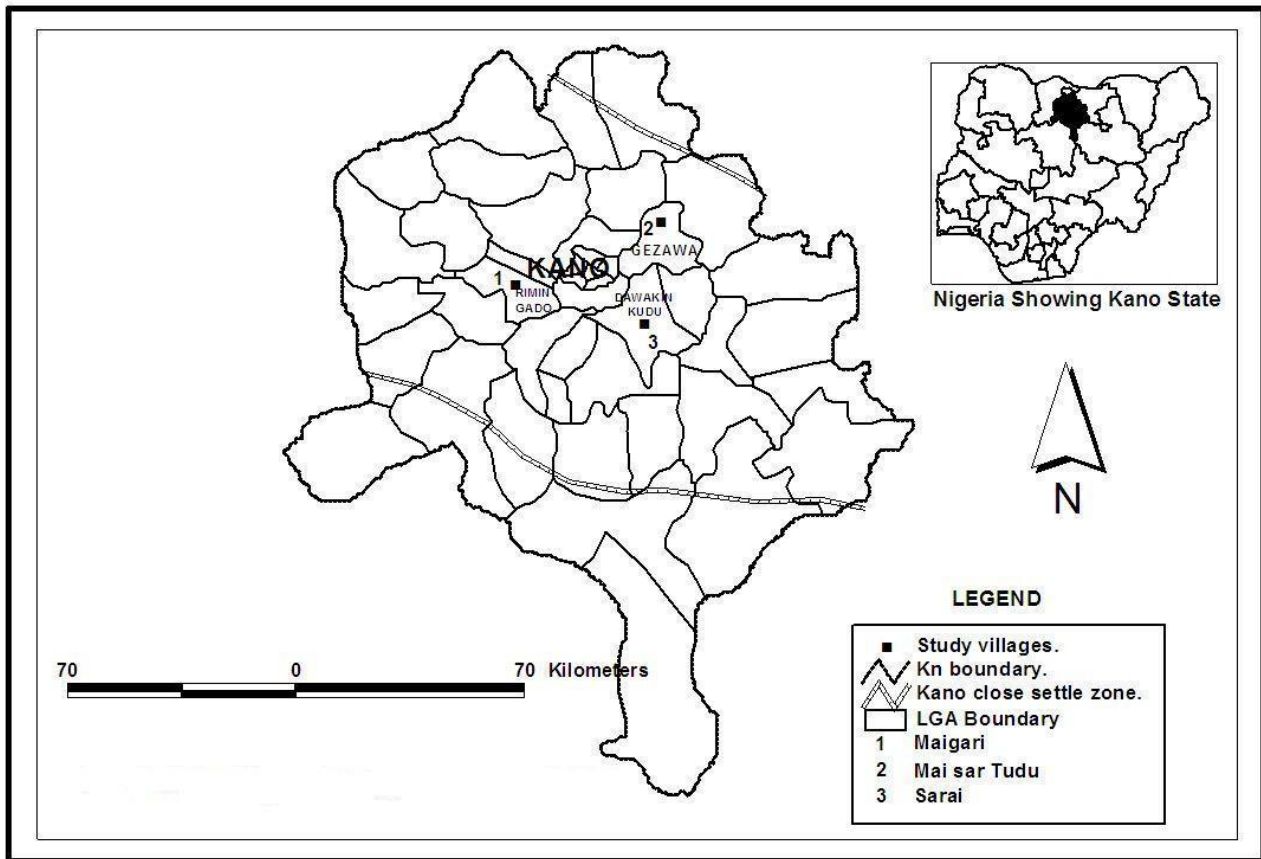 2
GEZAWA
KANO
1
RIMIN
GADO
DAWAKIN
KUDU
3
Nigeria Showing Kano State
N
70 0 70 Kilometers
LEGEND
Study villages.
Kn boundary.
Kano close settle zone.
LGA Boundary
1 Maigari
2 Mai sar Tudu
3 Sarai